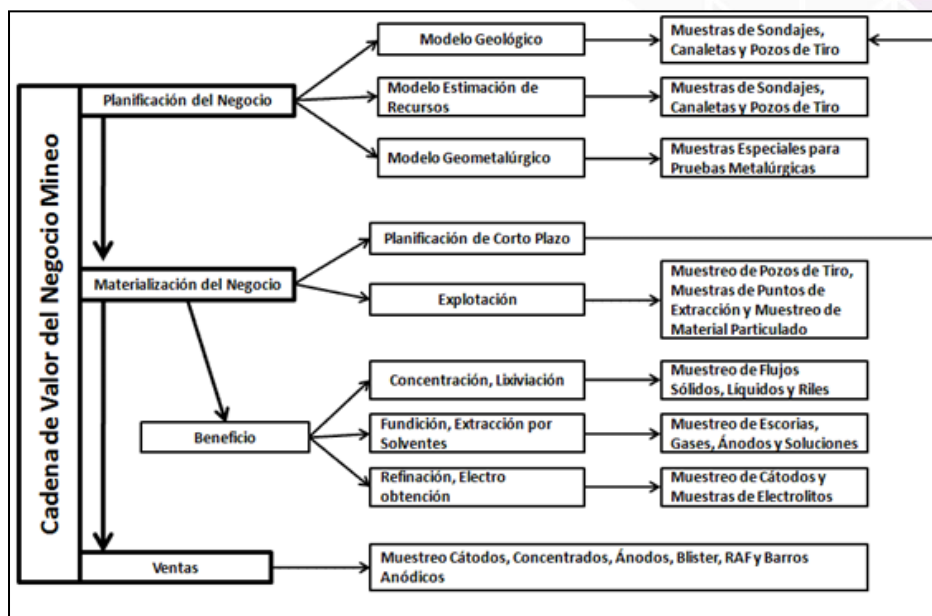 Cadena de Valor del Negocio Mineo
Planificación del Negocio
Modelo Geológico
Muestras de Sondajes,
Canaletas y Pozos de Tiro
Modelo Estimación de
Recursos
Muestras de Sondajes,
Canaletas y Pozos de Tiro
Modelo Geometalúrgico
Muestras Especiales para
Pruebas Metalúrgicas
Materialización del Negocio
Planificación de Corto Plazo
Explotación
Muestreo de Pozos de Tiro,
Muestras de Puntos de
Extracción y Muestreo de
Material Particulado
Beneficio
Concentración, Lixiviación
Muestreo de Flujos
Sólidos, Líquidos y Riles
Fundición, Extracción por
Solventes
Muestreo de Escorias,
Gases, Ánodos y Soluciones
Refinación, Electro
obtención
Muestreo de Cátodos y
Muestras de Electrolitos
Ventas
Muestreo Cátodos, Concentrados, Ánodos, Blister, RAF y Barros
Anódicos